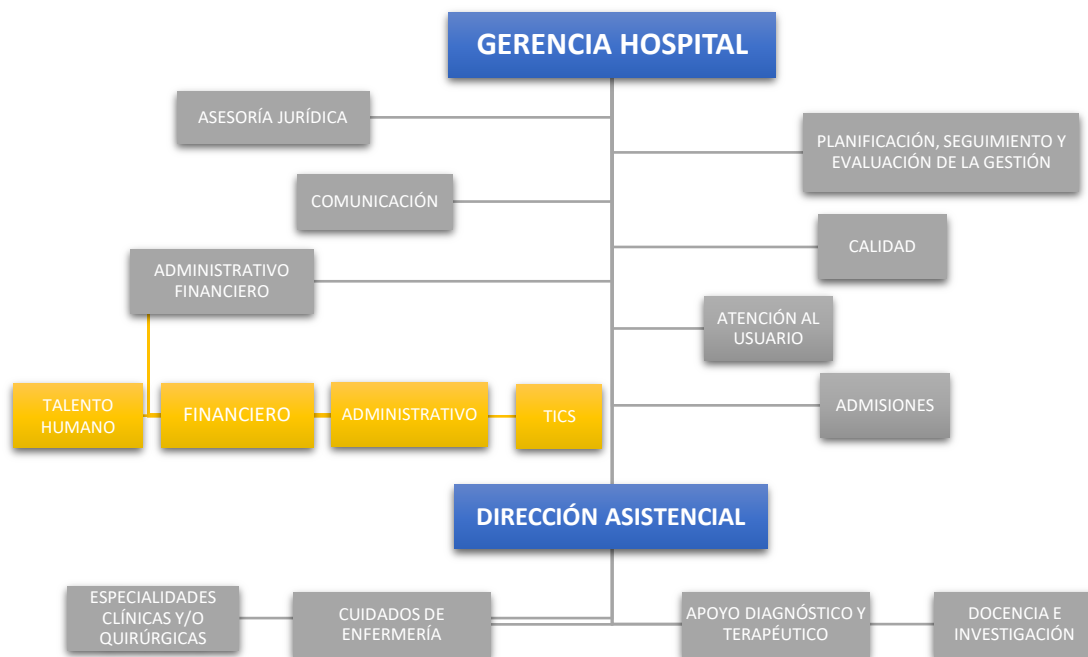 GERENCIA HOSPITAL
ASESORÍA JURÍDICA
PLANIFICACIÓN, SEGUIMIENTO Y
EVALUACIÓN DE LA GESTIÓN
COMUNICACIÓN
CALIDAD
ADMINISTRATIVO
FINANCIERO
ATENCIÓN AL
USUARIO
TALENTO
HUMANO
FINANCIERO
ADMINISTRATIVO
TICS
ADMISIONES
DIRECCIÓN ASISTENCIAL
ESPECIALIDADES
CLÍNICAS Y/O
QUIRÚRGICAS
CUIDADOS DE
ENFERMERÍA
APOYO DIAGNÓSTICO Y
TERAPÉUTICO
DOCENCIA E
INVESTIGACIÓN